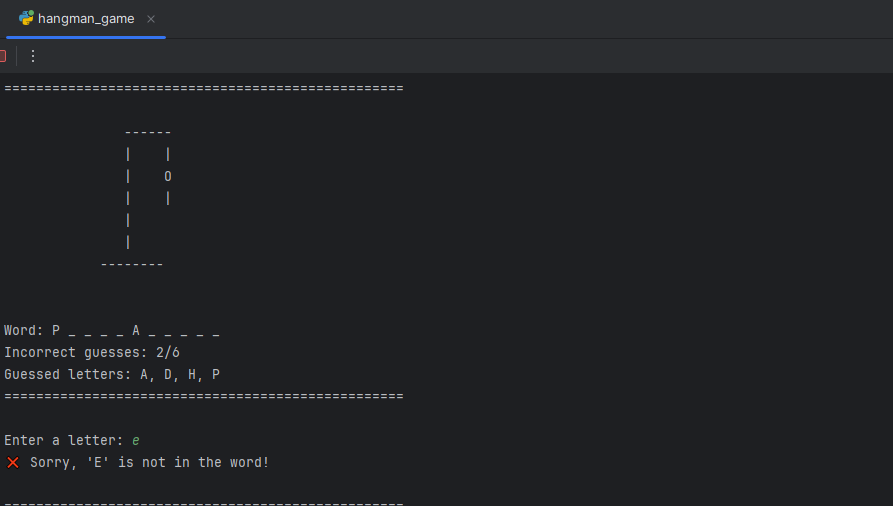 hangman_game
==================================================
------
|    |
|    O
|    |
|
|
--------
Word: P _ _ _ _ A _ _ _ _ _
Incorrect guesses: 2/6
Guessed letters: A, D, H, P
==================================================
Enter a letter: e
❌ Sorry, 'E' is not in the word!
==================================================